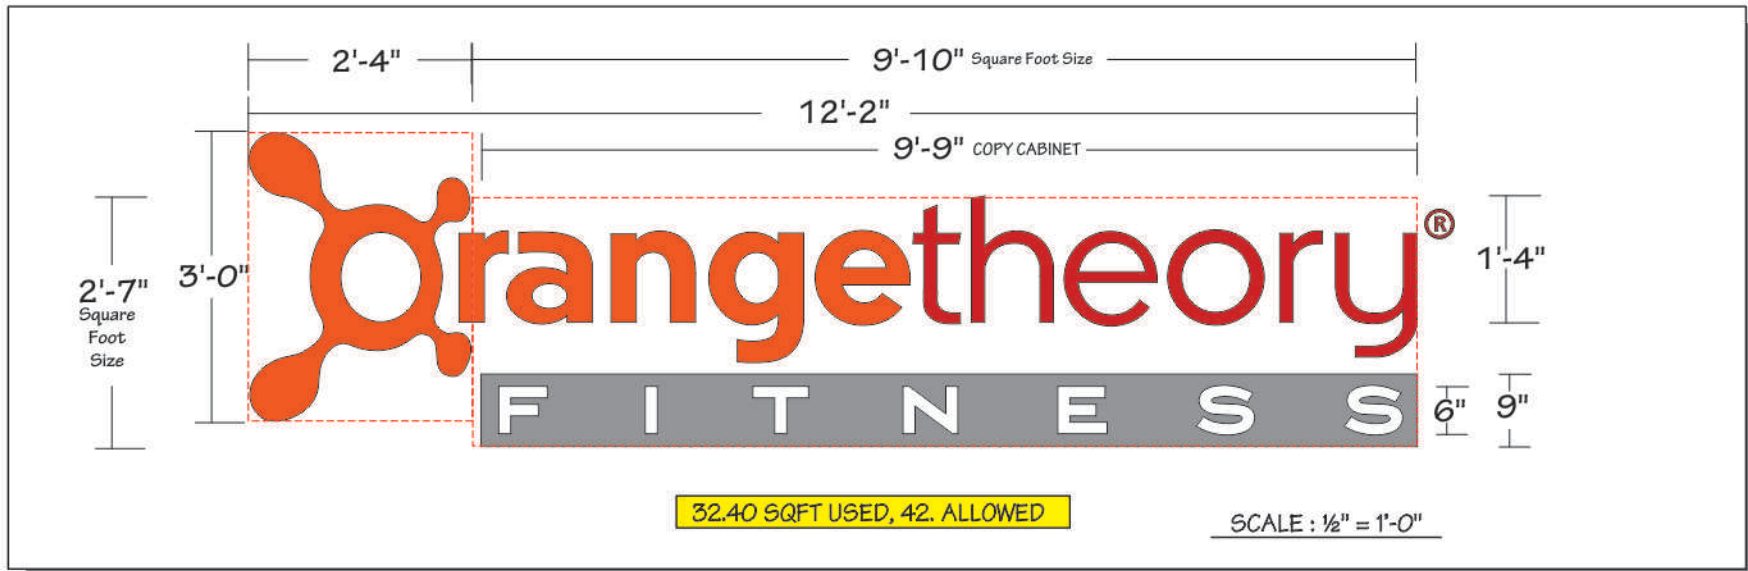 2'-4"
9'-10" Square Foot Size
12'-2"
9'-9" COPY CABINET
3'-0"
2'-7"
Square
Foot
Size
orangetheory®
1'-4"
FITNESS
6"
9"
32.40 SQFT USED, 42. ALLOWED
SCALE : ½" = 1'-0"